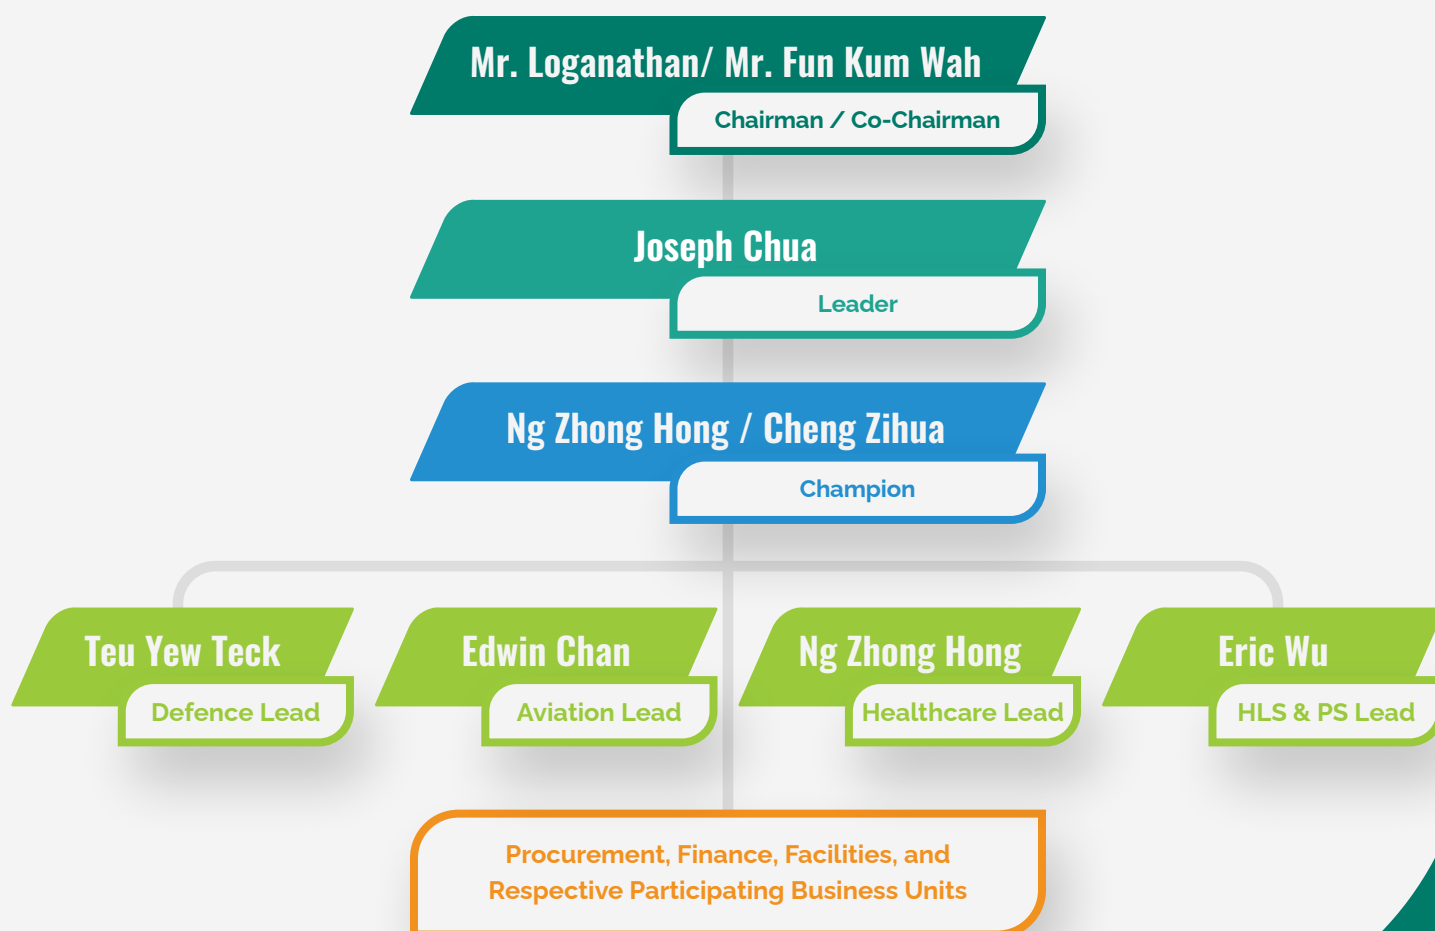 Mr. Loganathan/ Mr. Fun Kum Wah
Chairman / Co-Chairman
Joseph Chua
Leader
Ng Zhong Hong / Cheng Zihua
Champion
Teu Yew Teck
Defence Lead
Edwin Chan
Aviation Lead
Ng Zhong Hong
Healthcare Lead
Eric Wu
HLS & PS Lead
Procurement, Finance, Facilities, and
Respective Participating Business Units